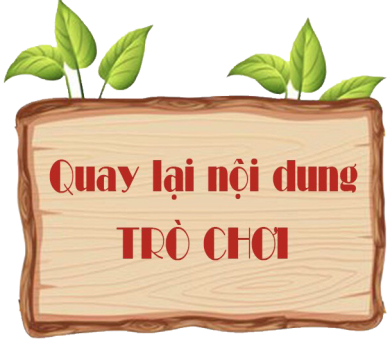 Quay lại nội dung
TRÒ CHƠI